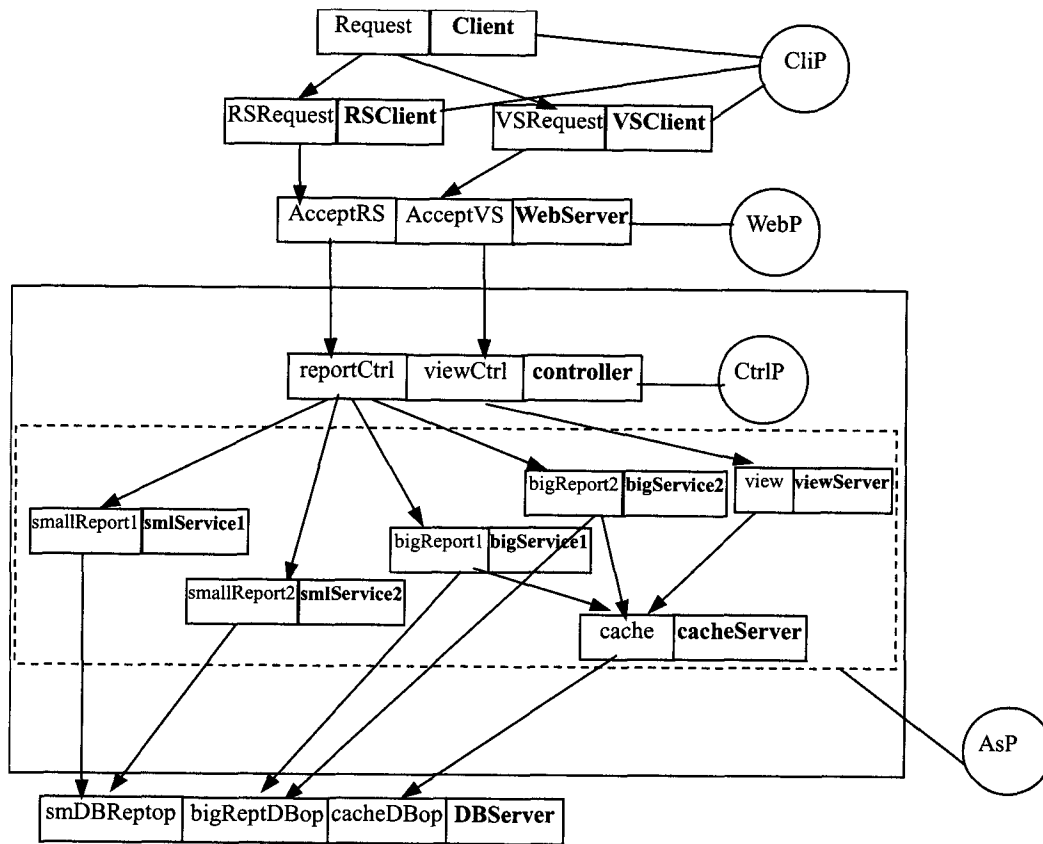 Request Client
CliP
RSRequest RSClient
VSRequest VSClient
AcceptRS AcceptVS WebServer
WebP
reportCtrl viewCtrl controller
CtrlP
bigReport2 bigService2
view viewServer
smallReport1 smlService1
bigReport1 bigService1
smallReport2 smlService2
cache cacheServer
AsP
smDBReptop bigReptDBop cacheDBop DBServer